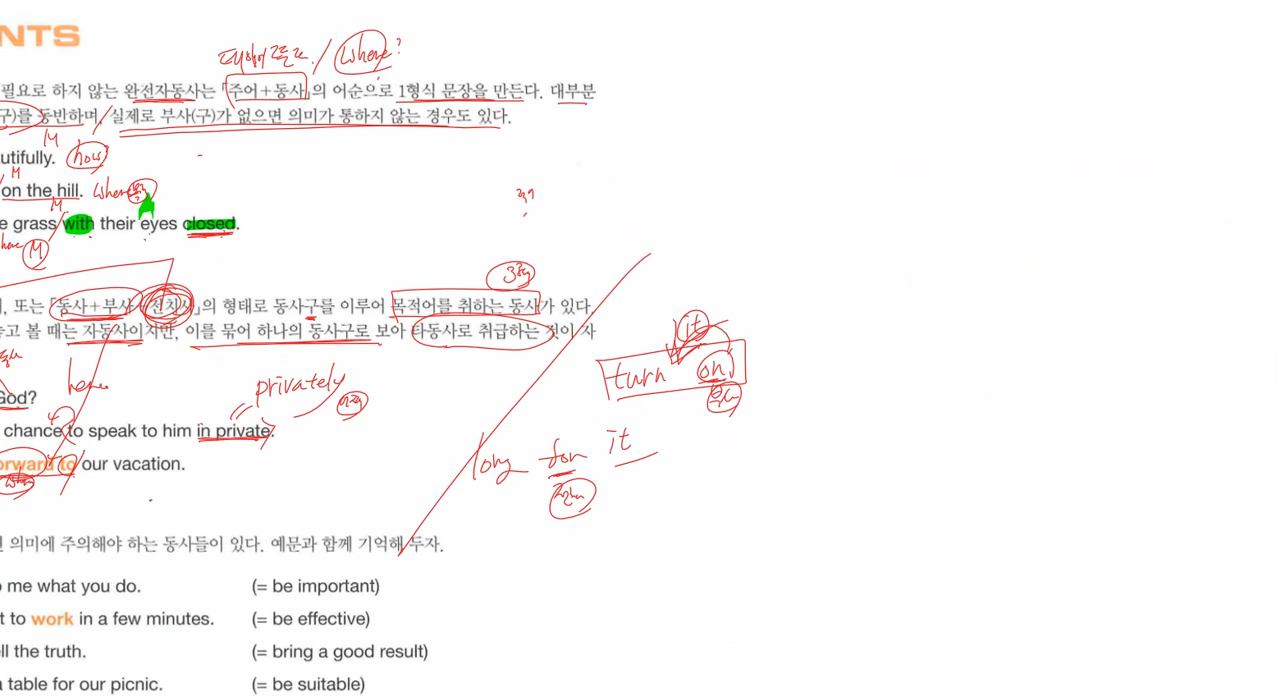 NTS
where?
필요로 하지 않는 완전자동사는 「주어+동사」의 어순으로 1형식 문장을 만든다. 대부분
구)를 동반하며, 실제로 부사(구)가 없으면 의미가 통하지 않는 경우도 있다.
M
utifully. how
M
on the hill. where
M
e grass with their eyes closed.
here M
3형식
, 또는 「동사+부사+전치사」의 형태로 동사구를 이루어 목적어를 취하는 동사가 있다.
고 볼 때는 자동사이지만, 이를 묶어 하나의 동사구로 보아 타동사로 취급하는 것이 자
it
turn on
privately
God?
chance to speak to him in private.
it
long for
orward to our vacation.
의미에 주의해야 하는 동사들이 있다. 예문과 함께 기억해 두자.
o me what you do. (= be important)
t to work in a few minutes. (= be effective)
ll the truth. (= bring a good result)
a table for our picnic. (= be suitable)